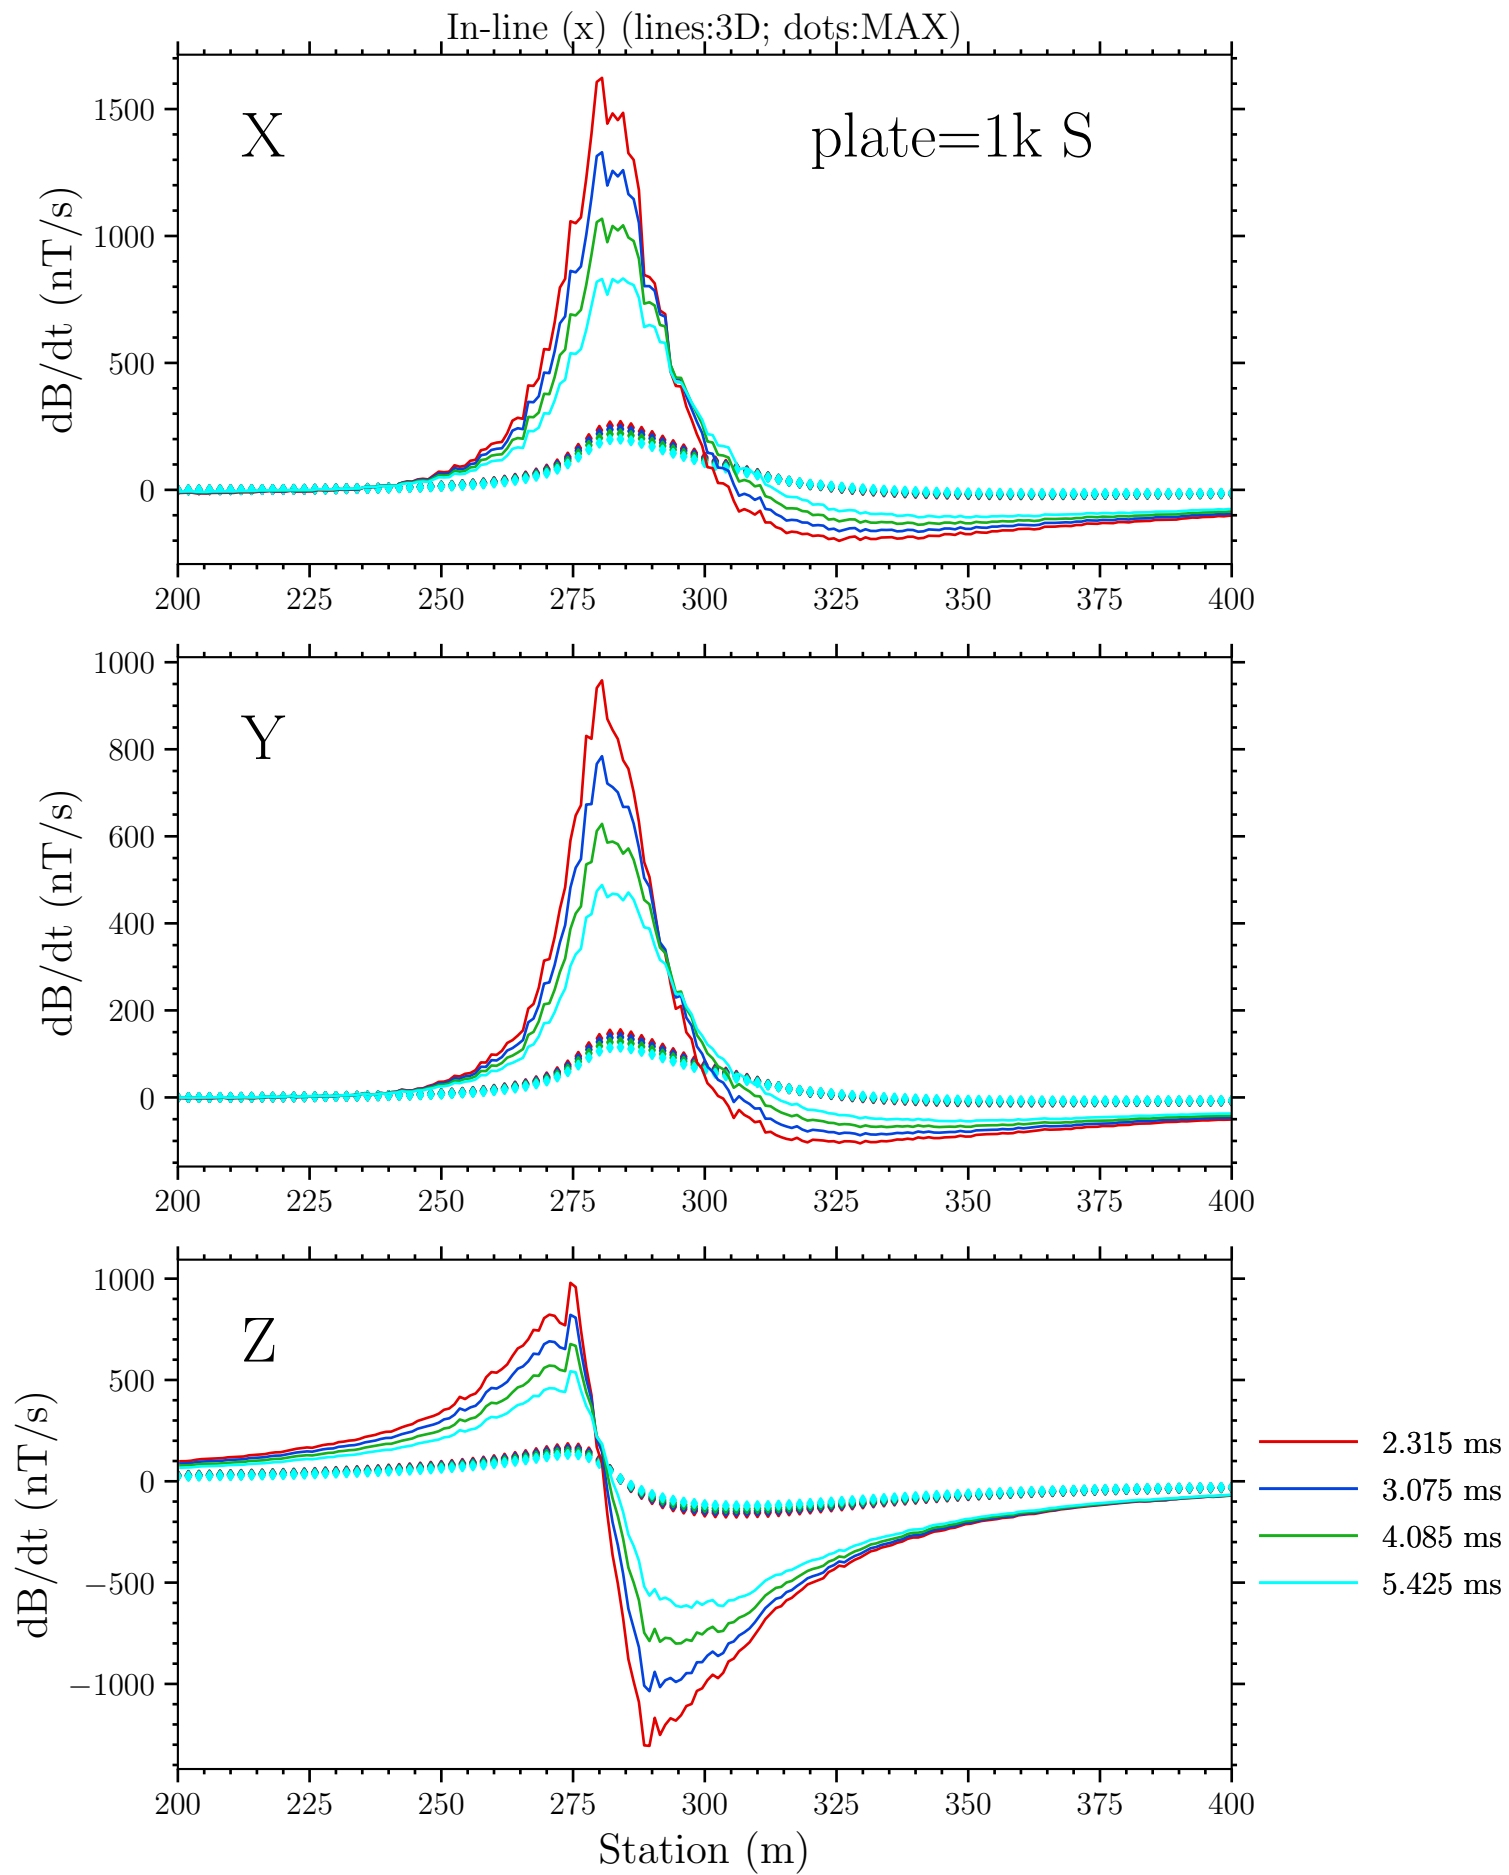 In-line (x) (lines:3D; dots:MAX)
X
plate=1k S
dB/dt (nT/s)
1500
1000
500
0
200 225 250 275 300 325 350 375 400
Y
dB/dt (nT/s)
1000
800
600
400
200
0
200 225 250 275 300 325 350 375 400
Z
dB/dt (nT/s)
1000
500
0
−500
−1000
200 225 250 275 300 325 350 375 400
Station (m)
2.315 ms
3.075 ms
4.085 ms
5.425 ms